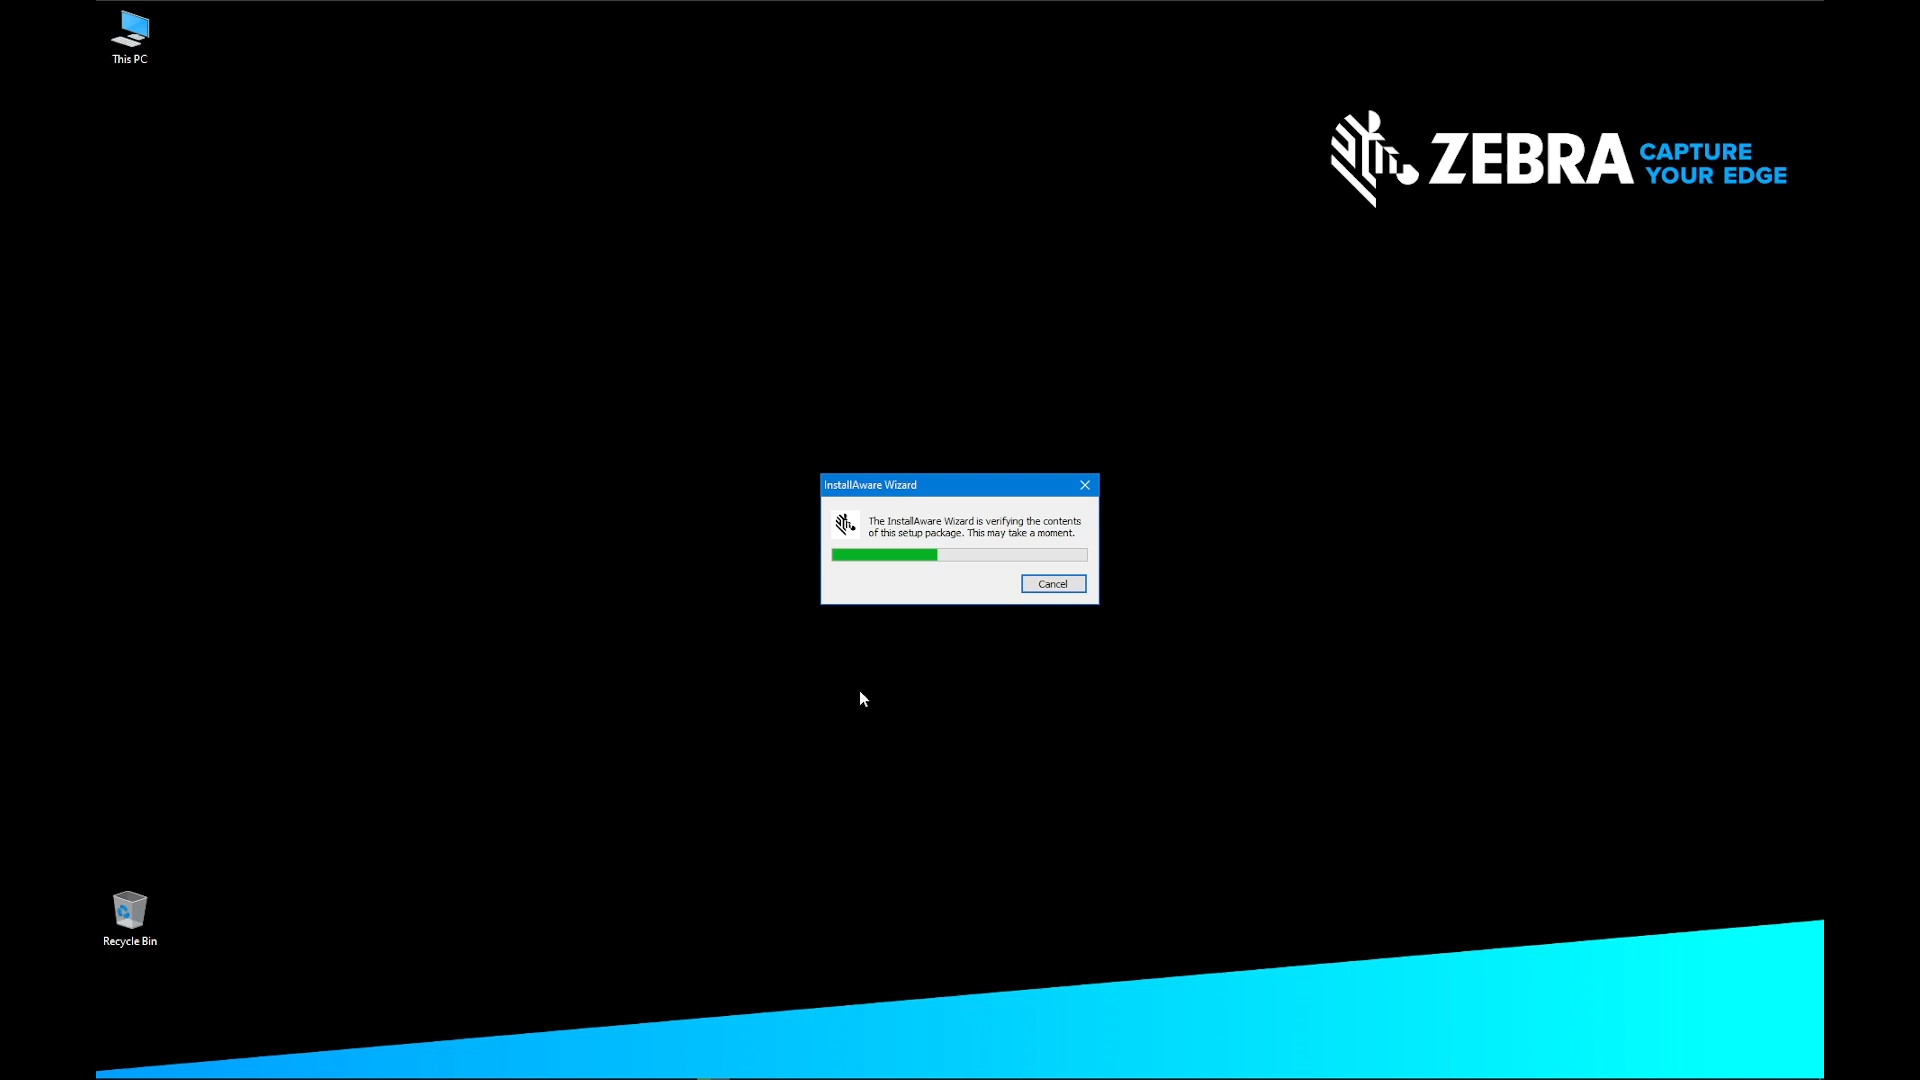 This PC
ZEBRA CAPTURE
YOUR EDGE
InstallAware Wizard
The InstallAware Wizard is verifying the contents
of this setup package. This may take a moment.
Cancel
Recycle Bin